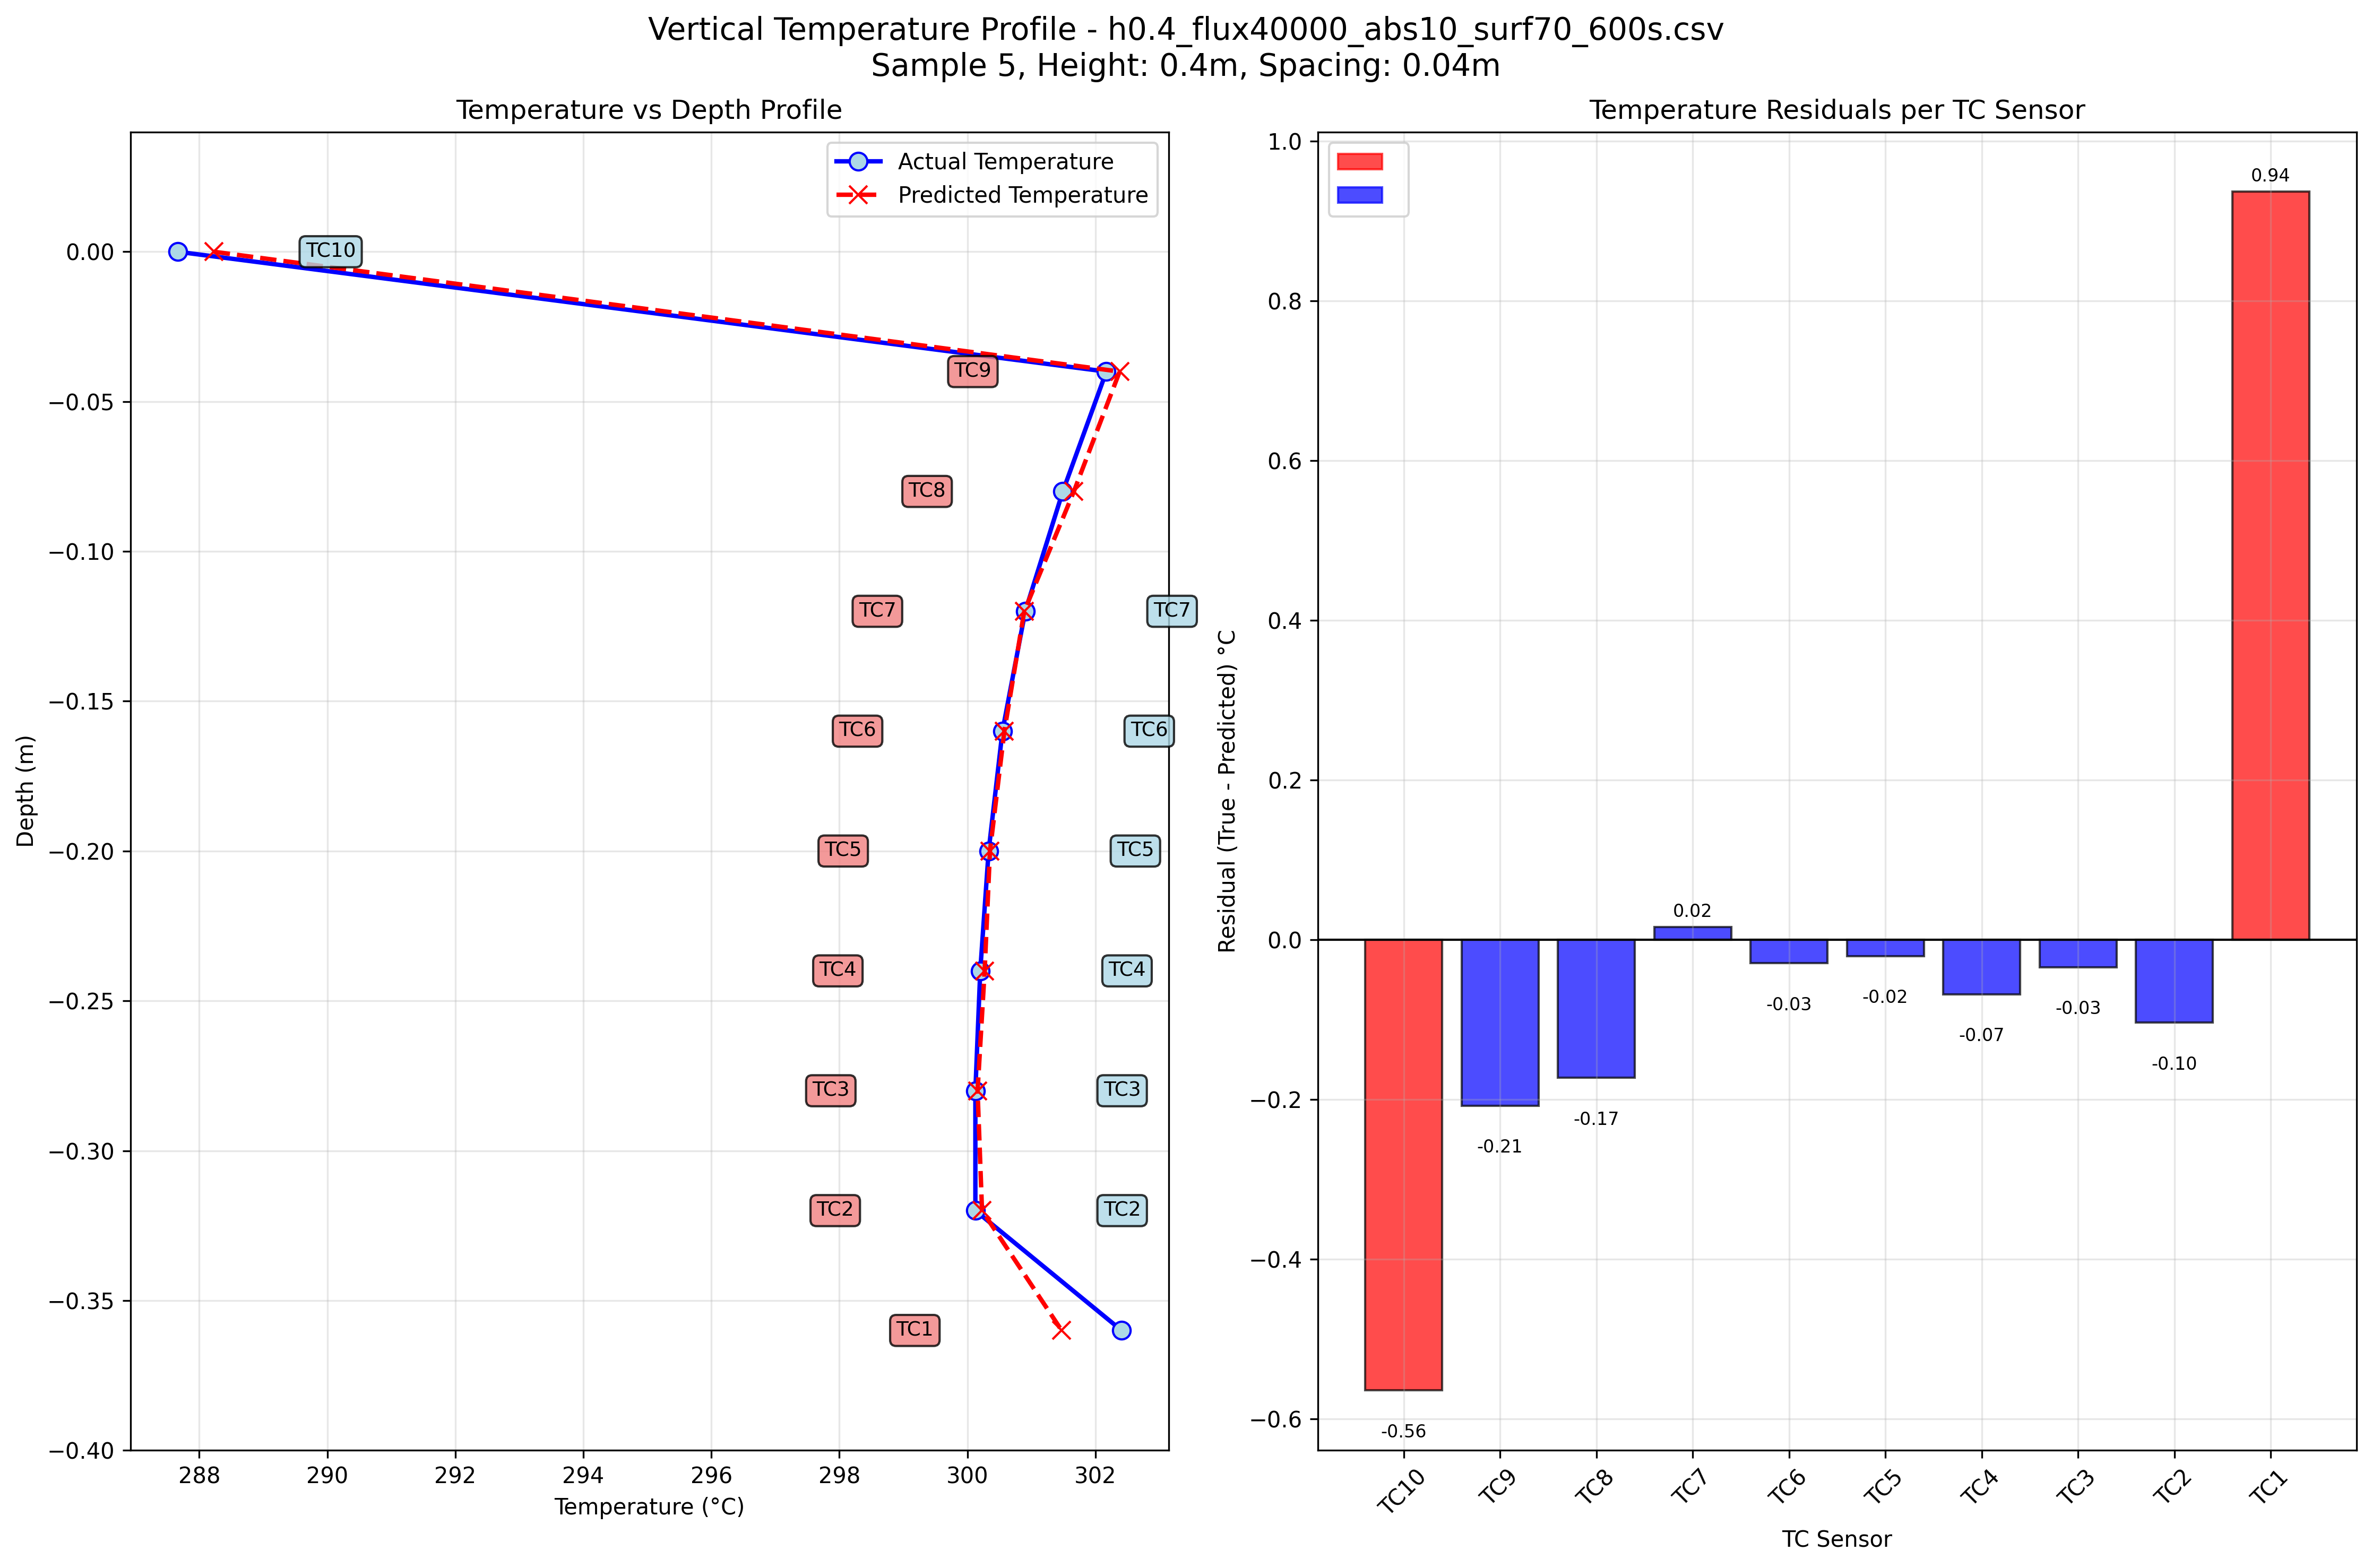 Vertical Temperature Profile - h0.4_flux40000_abs10_surf70_600s.csv
Sample 5, Height: 0.4m, Spacing: 0.04m
Temperature vs Depth Profile
Actual Temperature
Predicted Temperature
0.00
−0.05
−0.10
−0.15
−0.20
−0.25
−0.30
−0.35
−0.40
Depth (m)
TC10
TC9
TC8
TC7
TC7
TC6
TC6
TC5
TC5
TC4
TC4
TC3
TC3
TC2
TC2
TC1
288
290
292
294
296
298
300
302
Temperature (°C)
Temperature Residuals per TC Sensor
1.0
0.8
0.6
0.4
0.2
0.0
−0.2
−0.4
−0.6
Residual (True - Predicted) °C
-0.56
-0.21
-0.17
0.02
-0.03
-0.02
-0.07
-0.03
-0.10
0.94
TC10
TC9
TC8
TC7
TC6
TC5
TC4
TC3
TC2
TC1
TC Sensor